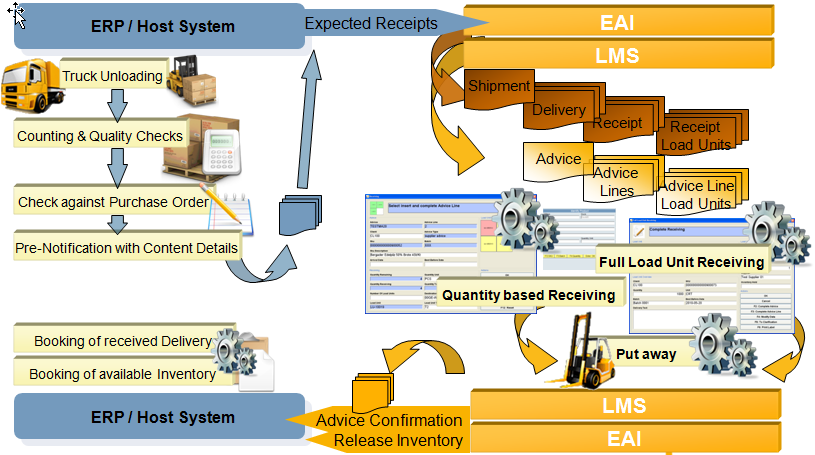 ERP / Host System
Expected Receipts
EAI
LMS
Truck Unloading
Counting & Quality Checks
Check against Purchase Order
Pre-Notification with Content Details
Shipment
Delivery
Receipt
Receipt
Load Units
Advice
Advice
Lines
Advice Line
Load Units
Select insert and complete Advice Line
Complete Receiving
Full Load Unit Receiving
Quantity based Receiving
Put away
Booking of received Delivery
Booking of available Inventory
ERP / Host System
Advice Confirmation
Release Inventory
LMS
EAI